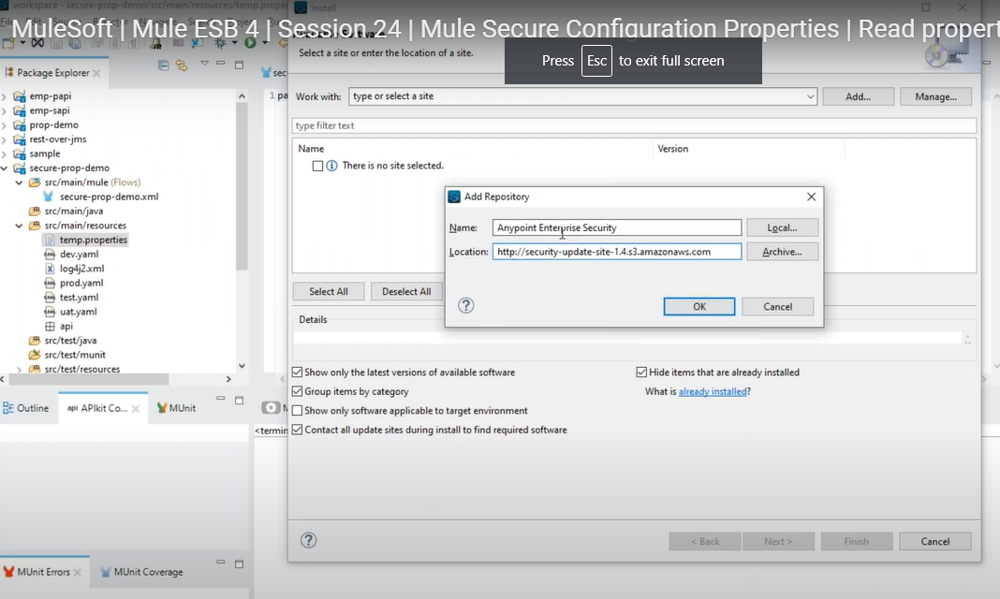 workspace - secure-prop-demo/src/main/resources/temp.prope
Install
MuleSoft | Mule ESB 4 | Session 24 | Mule Secure Configuration Properties | Read propert
Select a site or enter the location of a site.
Press Esc to exit full screen
Package Explorer
sec
1 pa
Work with: type or select a site Add... Manage...
type filter text
Name Version
There is no site selected.
emp-papi
emp-sapi
prop-demo
rest-over-jms
sample
secure-prop-demo
src/main/mule (Flows)
secure-prop-demo.xml
src/main/java
src/main/resources
temp.properties
dev.yaml
log4j2.xml
prod.yaml
test.yaml
uat.yaml
api
src/test/java
src/test/munit
src/test/resources
Add Repository
Name: Anypoint Enterprise Security Local...
Location: http://security-update-site-1.4.s3.amazonaws.com Archive...
OK Cancel
Select All Deselect All
Details
Show only the latest versions of available software Hide items that are already installed
Group items by category What is already installed?
Show only software applicable to target environment
Contact all update sites during install to find required software
Outline api APIkit Co... MUnit
<termin
< Back Next > Finish Cancel
MUnit Errors MUnit Coverage